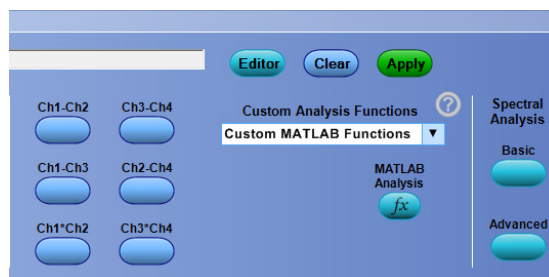 Editor Clear Apply
Ch1-Ch2 Ch3-Ch4 Custom Analysis Functions ? Spectral
Analysis
Custom MATLAB Functions ▼
Basic
Ch1-Ch3 Ch2-Ch4 MATLAB
Analysis
fx
Ch1*Ch2 Ch3*Ch4 Advanced